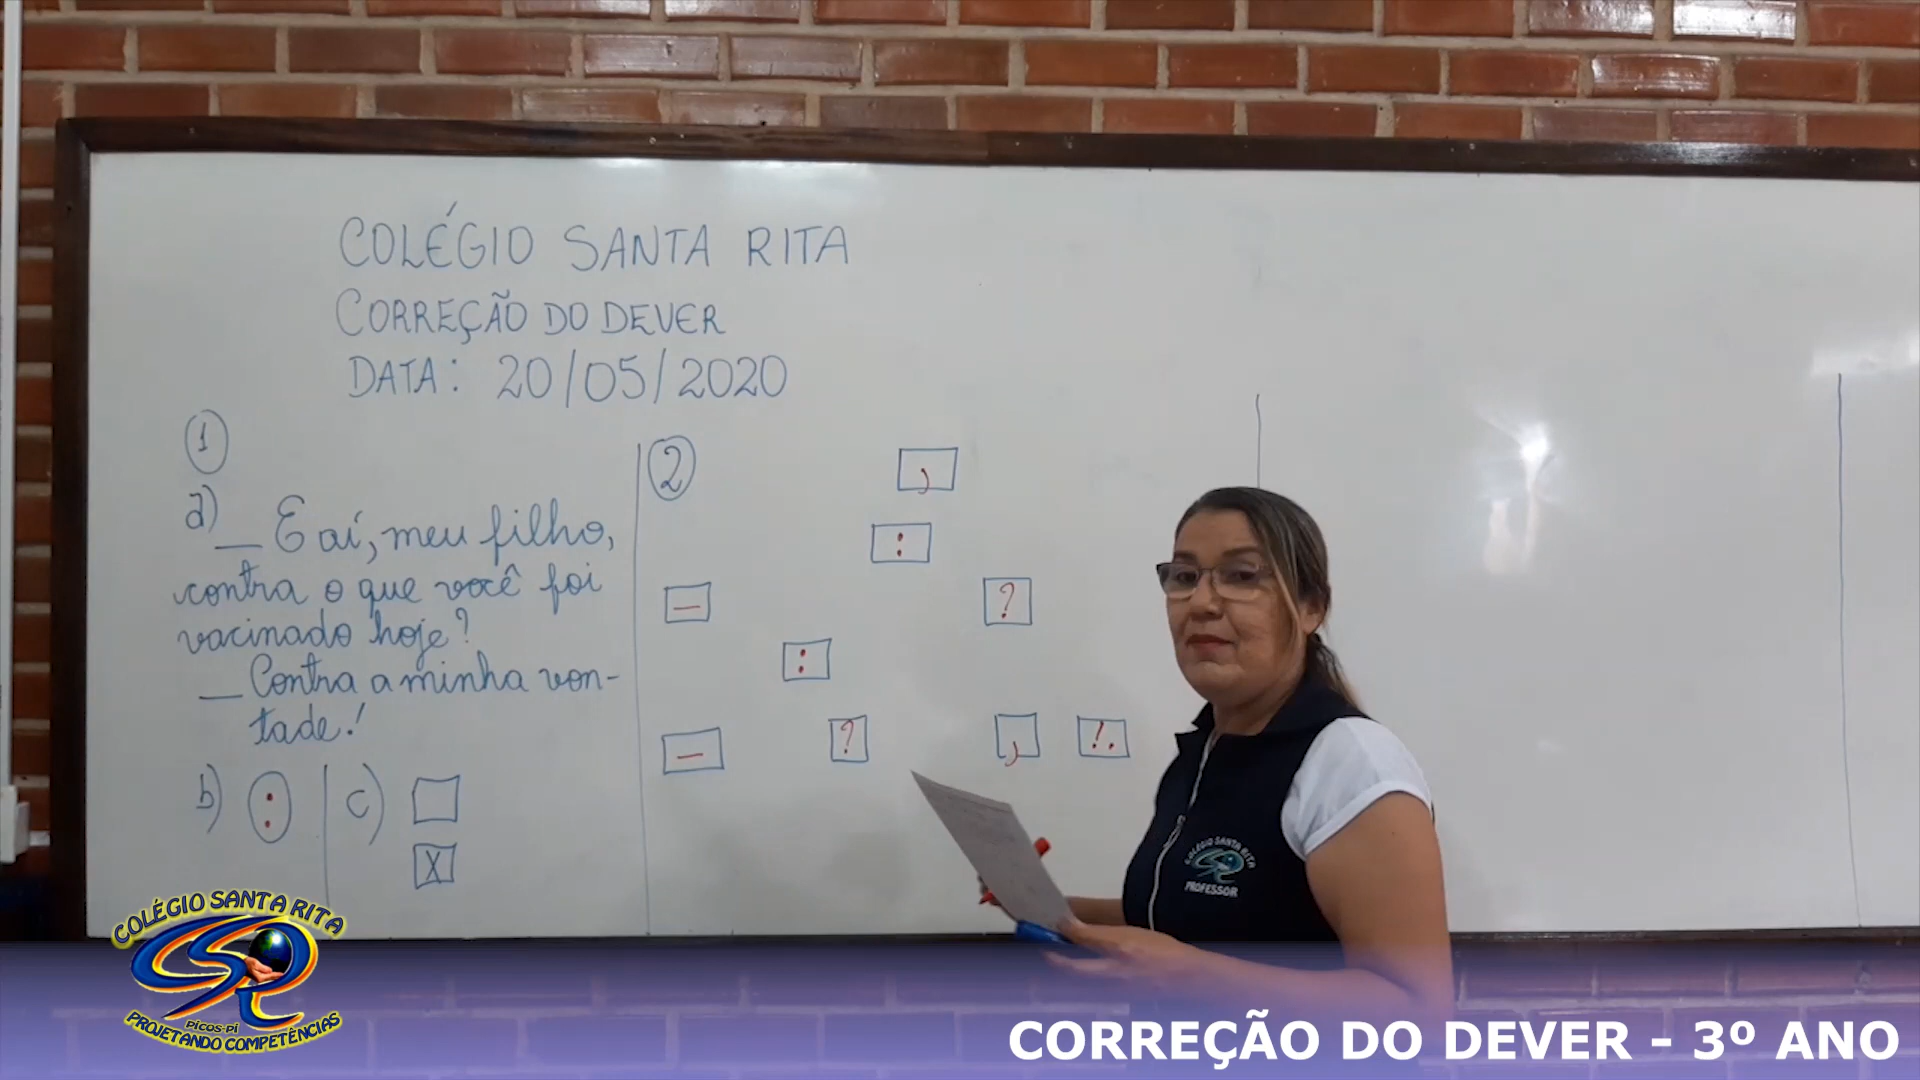 COLÉGIO SANTA RITA
CORREÇÃO DO DEVER
DATA: 20/05/2020
1
a)
— E aí, meu filho,
contra o que você foi
vacinado hoje?
— Contra a minha von-
tade!
b) :
c)
X
2
,
:
— ?
:
— ? , !.
COLÉGIO SANTA RITA
PROFESSOR
COLÉGIO SANTA RITA
PICOS-PI
PROJETANDO COMPETÊNCIAS
CORREÇÃO DO DEVER - 3º ANO